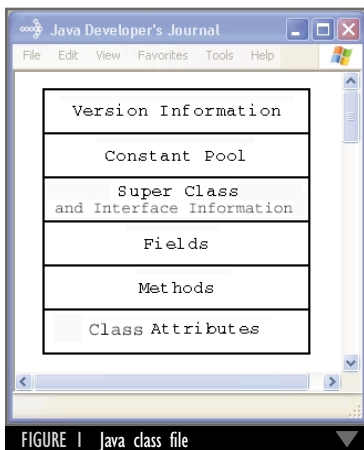 Java Developer's Journal
File Edit View Favorites Tools Help
Version Information
Constant Pool
Super Class
and Interface Information
Fields
Methods
Class Attributes
FIGURE 1 Java class file